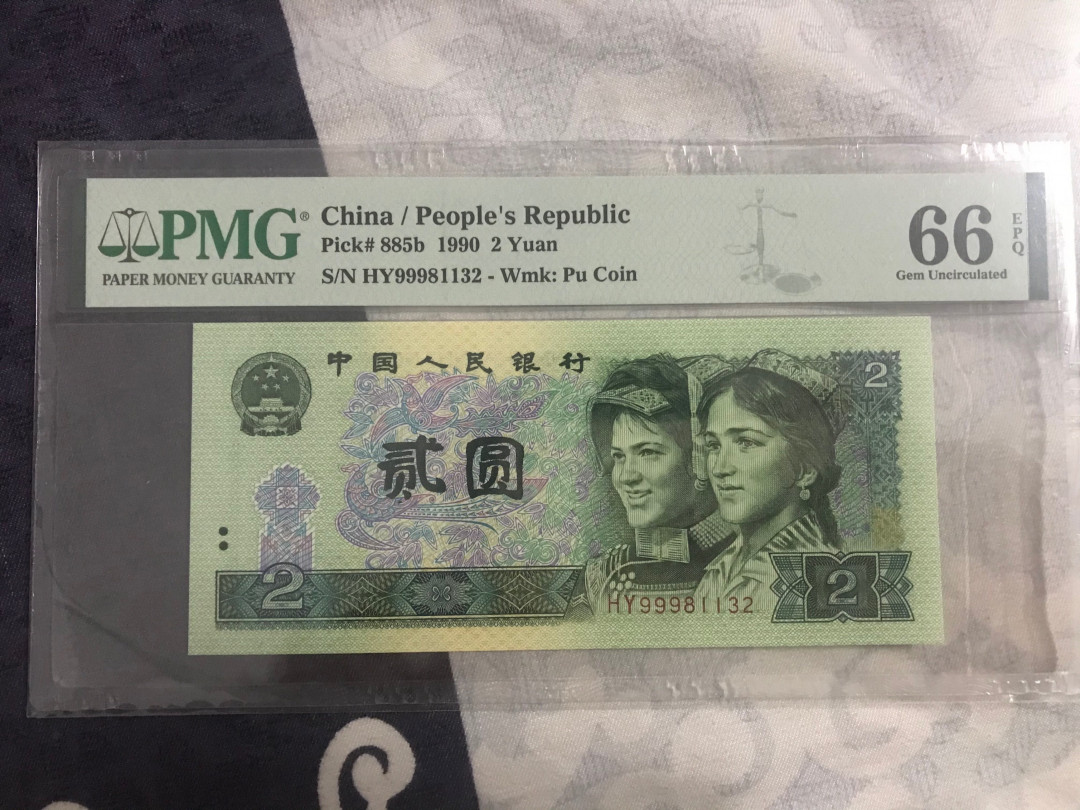 PMG®
PAPER MONEY GUARANTY
China / People's Republic
Pick# 885b 1990 2 Yuan
S/N HY99981132 - Wmk: Pu Coin
66
EPQ
Gem Uncirculated
中国人民银行
2
贰圆
2
HY99981132
2